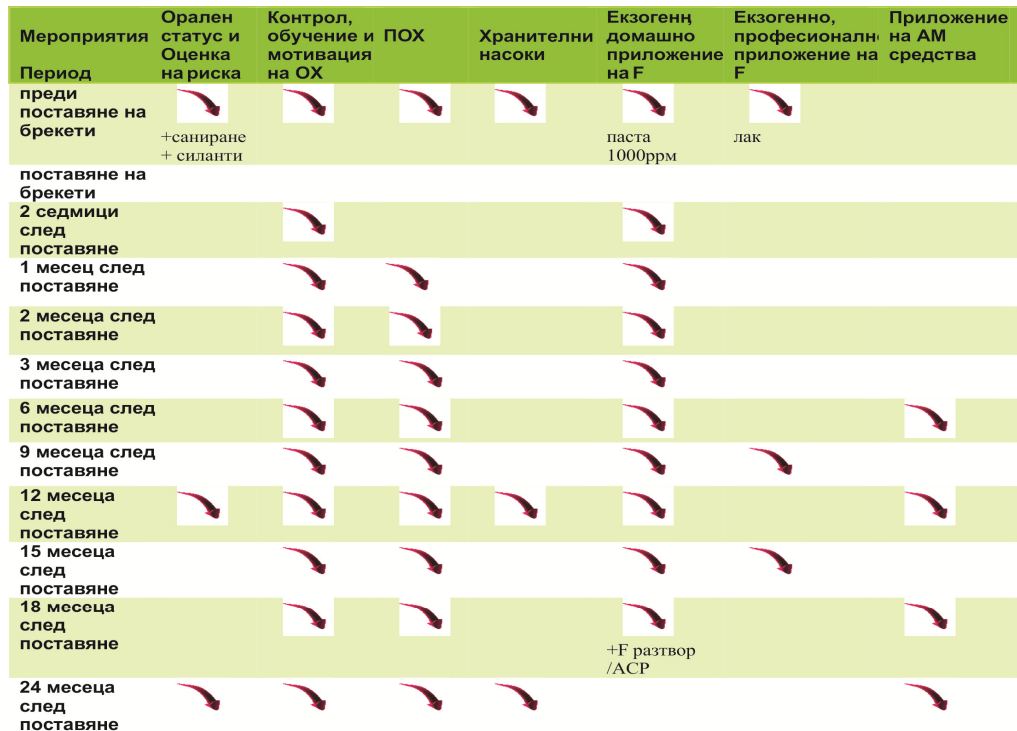 Мероприятия
Период
Орален
статус и
Оценка
на риска
Контрол,
обучение и
мотивация
на ОХ
ПОХ
Хранителни
насоки
Екзогенн
домашно
приложение
на F
Екзогенно,
професионално
приложение на
F
Приложение
на АМ
средства
преди
поставяне на
брекети
+саниране
+ силанти
паста
1000ррм
лак
поставяне на
брекети
2 седмици
след
поставяне
1 месец след
поставяне
2 месеца след
поставяне
3 месеца след
поставяне
6 месеца след
поставяне
9 месеца след
поставяне
12 месеца
след
поставяне
15 месеца
след
поставяне
18 месеца
след
поставяне
+F разтвор
/АСР
24 месеца
след
поставяне